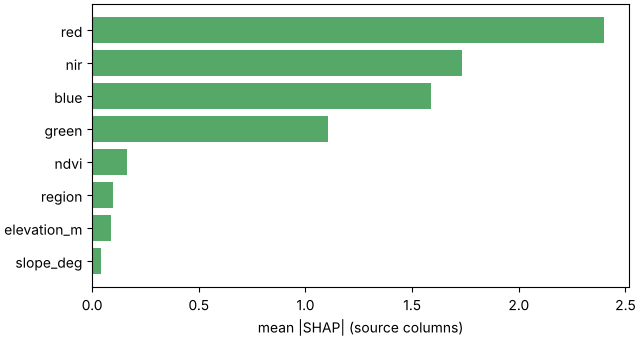 red
nir
blue
green
ndvi
region
elevation_m
slope_deg
0.0 0.5 1.0 1.5 2.0 2.5
mean |SHAP| (source columns)